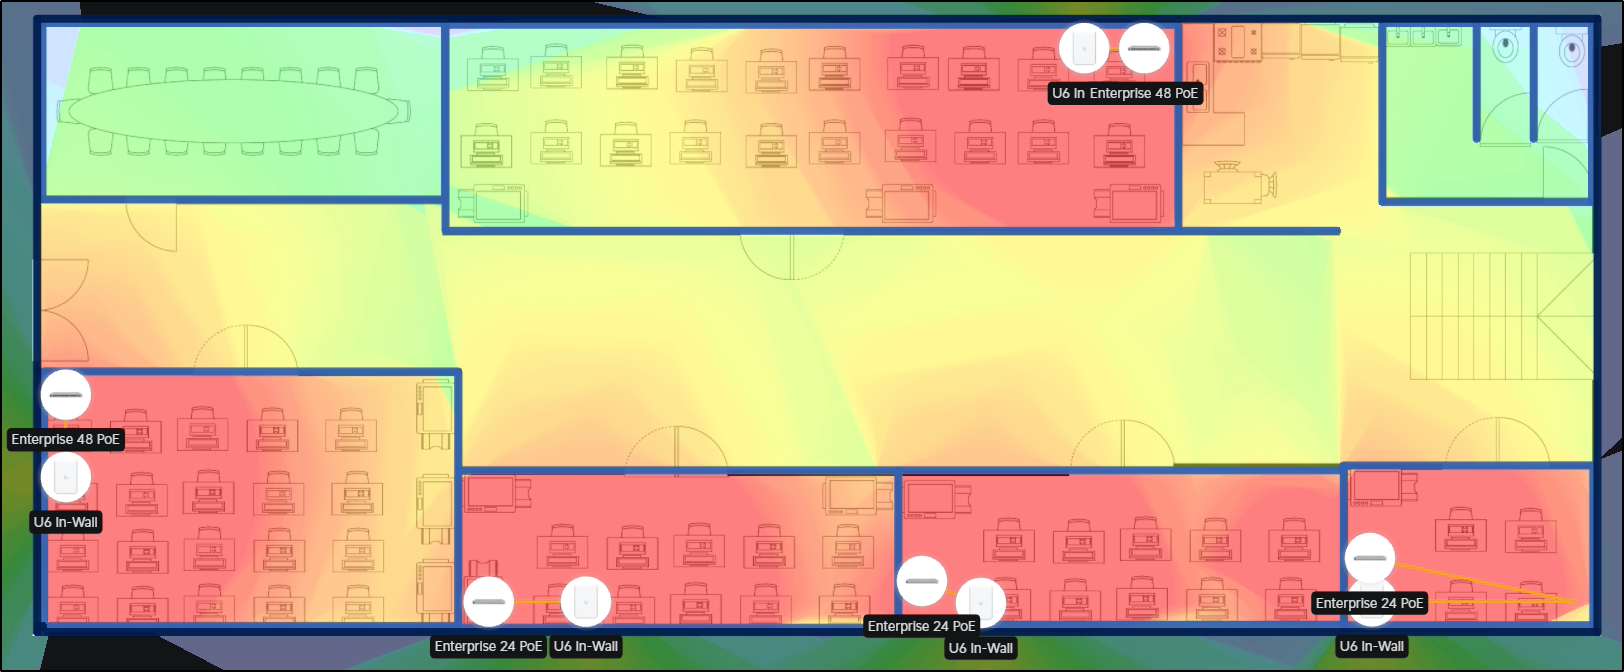 U6 In Enterprise 48 PoE
Enterprise 48 PoE
U6 In-Wall
Enterprise 24 PoE
Enterprise 24 PoE
Enterprise 24 PoE U6 In-Wall
U6 In-Wall
U6 In-Wall